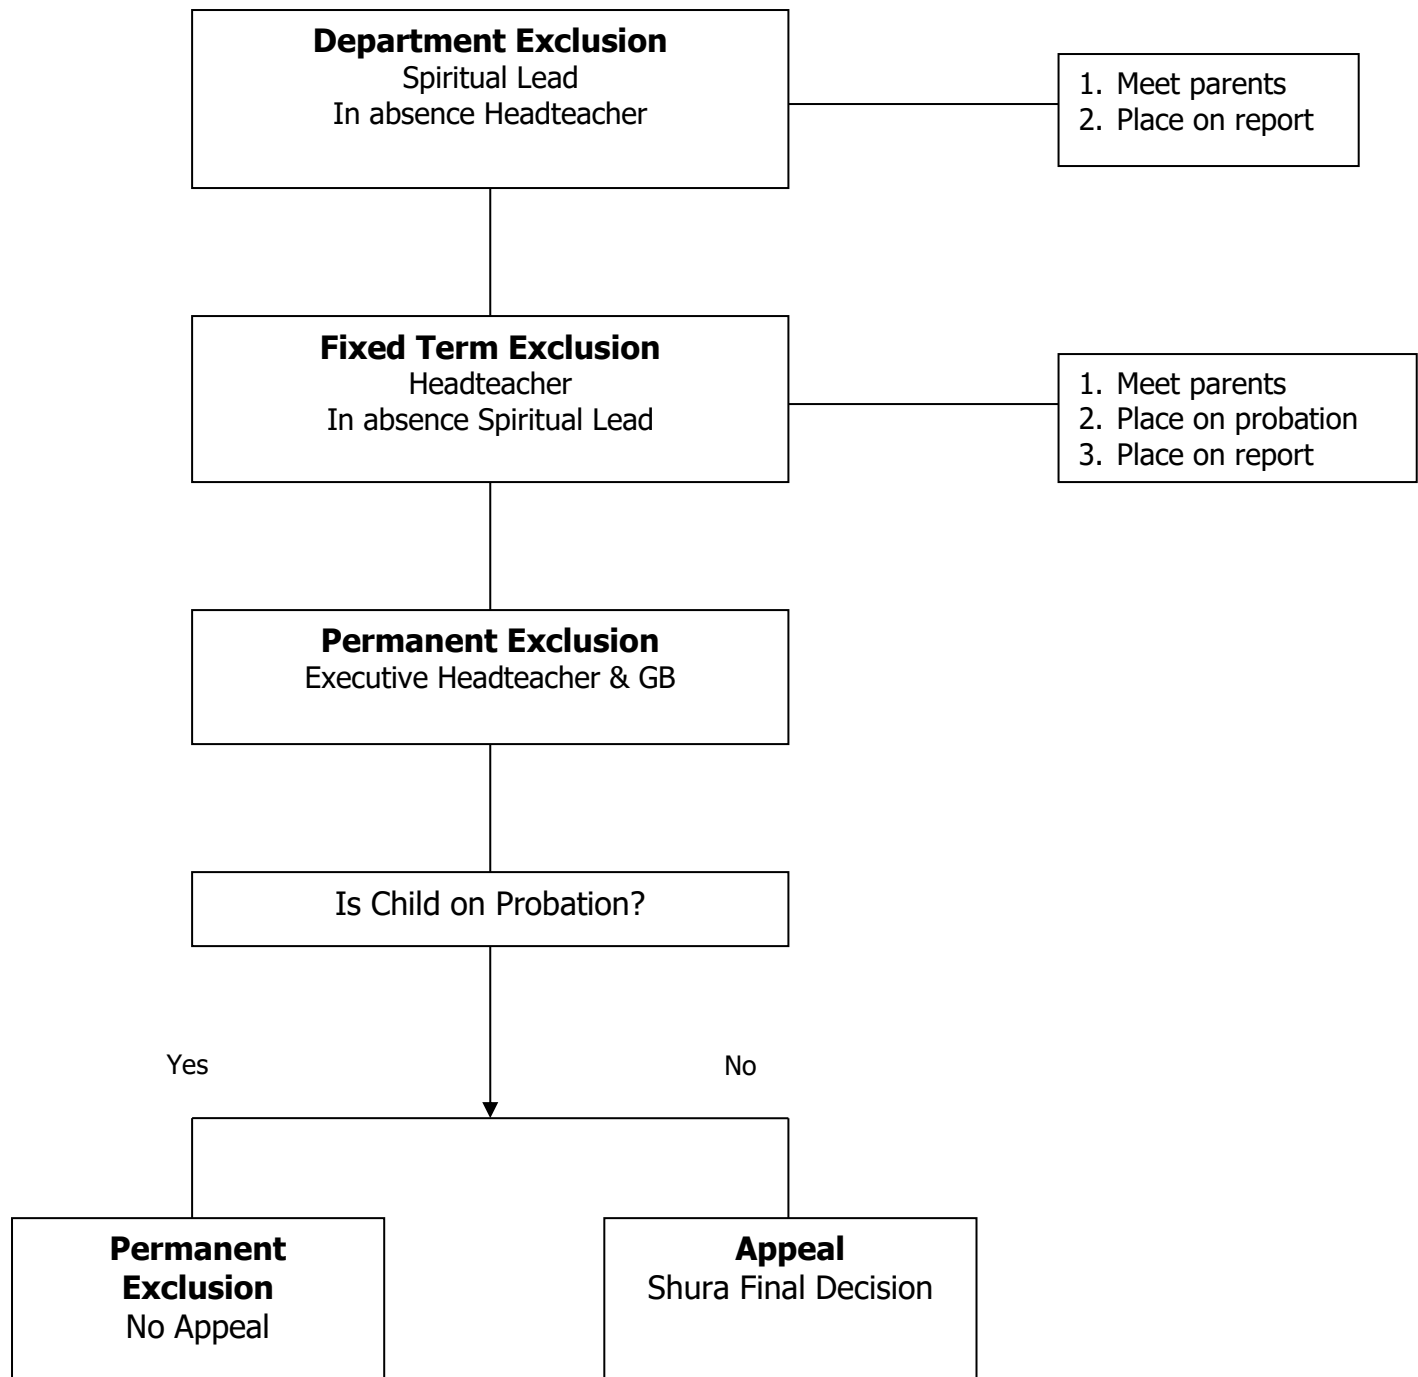 Department Exclusion
Spiritual Lead
In absence Headteacher
1. Meet parents
2. Place on report
Fixed Term Exclusion
Headteacher
In absence Spiritual Lead
1. Meet parents
2. Place on probation
3. Place on report
Permanent Exclusion
Executive Headteacher & GB
Is Child on Probation?
Yes
No
Permanent
Exclusion
No Appeal
Appeal
Shura Final Decision